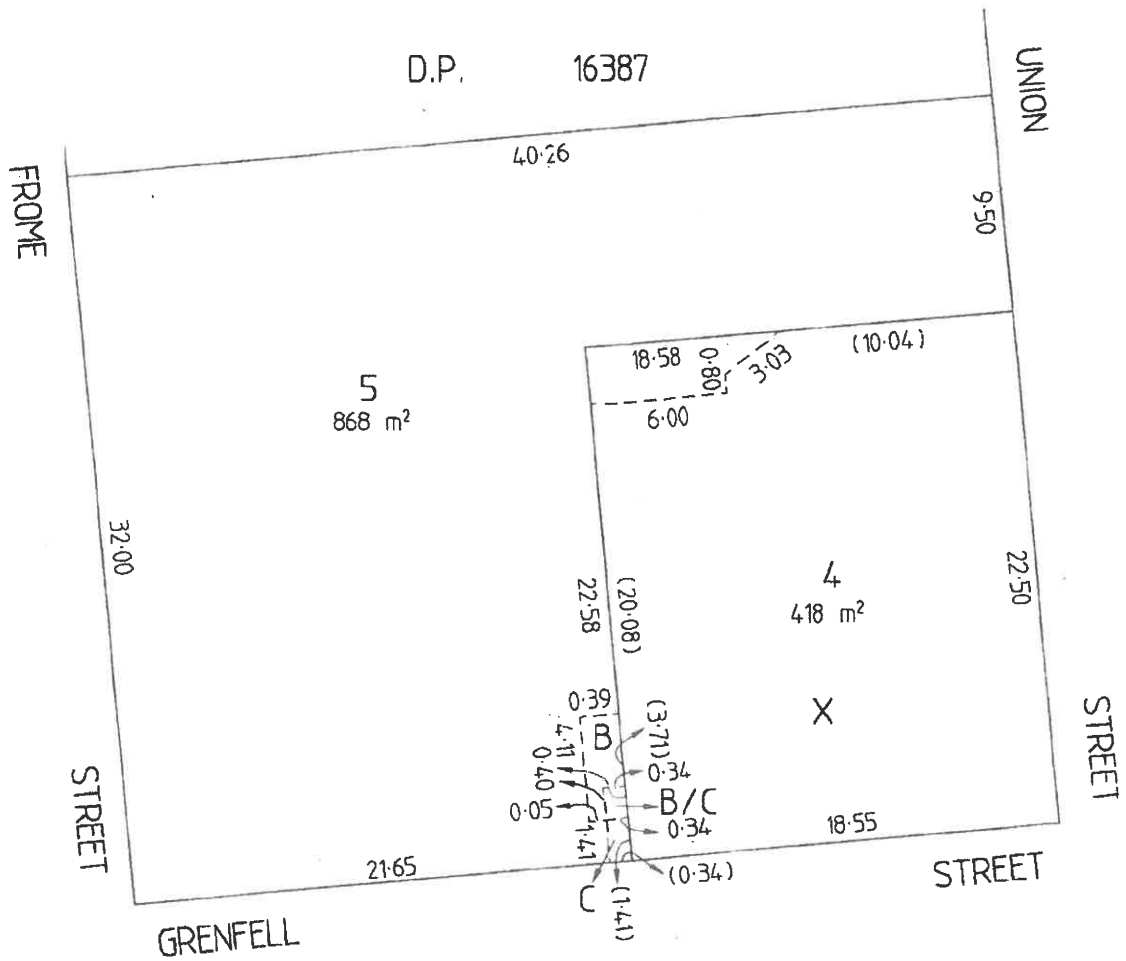 D.P. 16387
UNION
40·26
FROME
9·50
18·58
0·80
3·03
(10·04)
6·00
5
868 m²
32·00
22·58
(20·08)
4
418 m²
22·50
X
0·39
B
(3·71)
4·11
0·40
0·34
B/C
0·05
0·34
1·41
18·55
STREET
STREET
21·65
C
(1·41)
(0·34)
STREET
GRENFELL